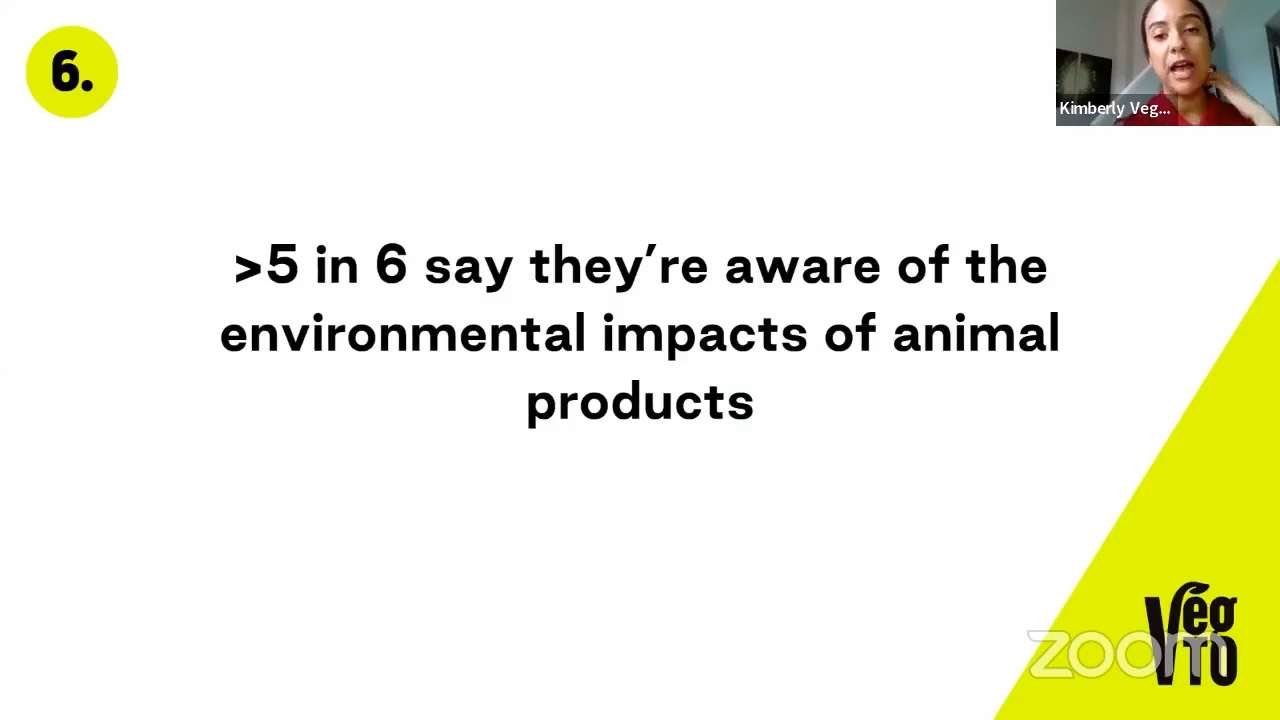 6.
Kimberly Veg...
>5 in 6 say they’re aware of the
environmental impacts of animal
products
Veg
TO
zoom